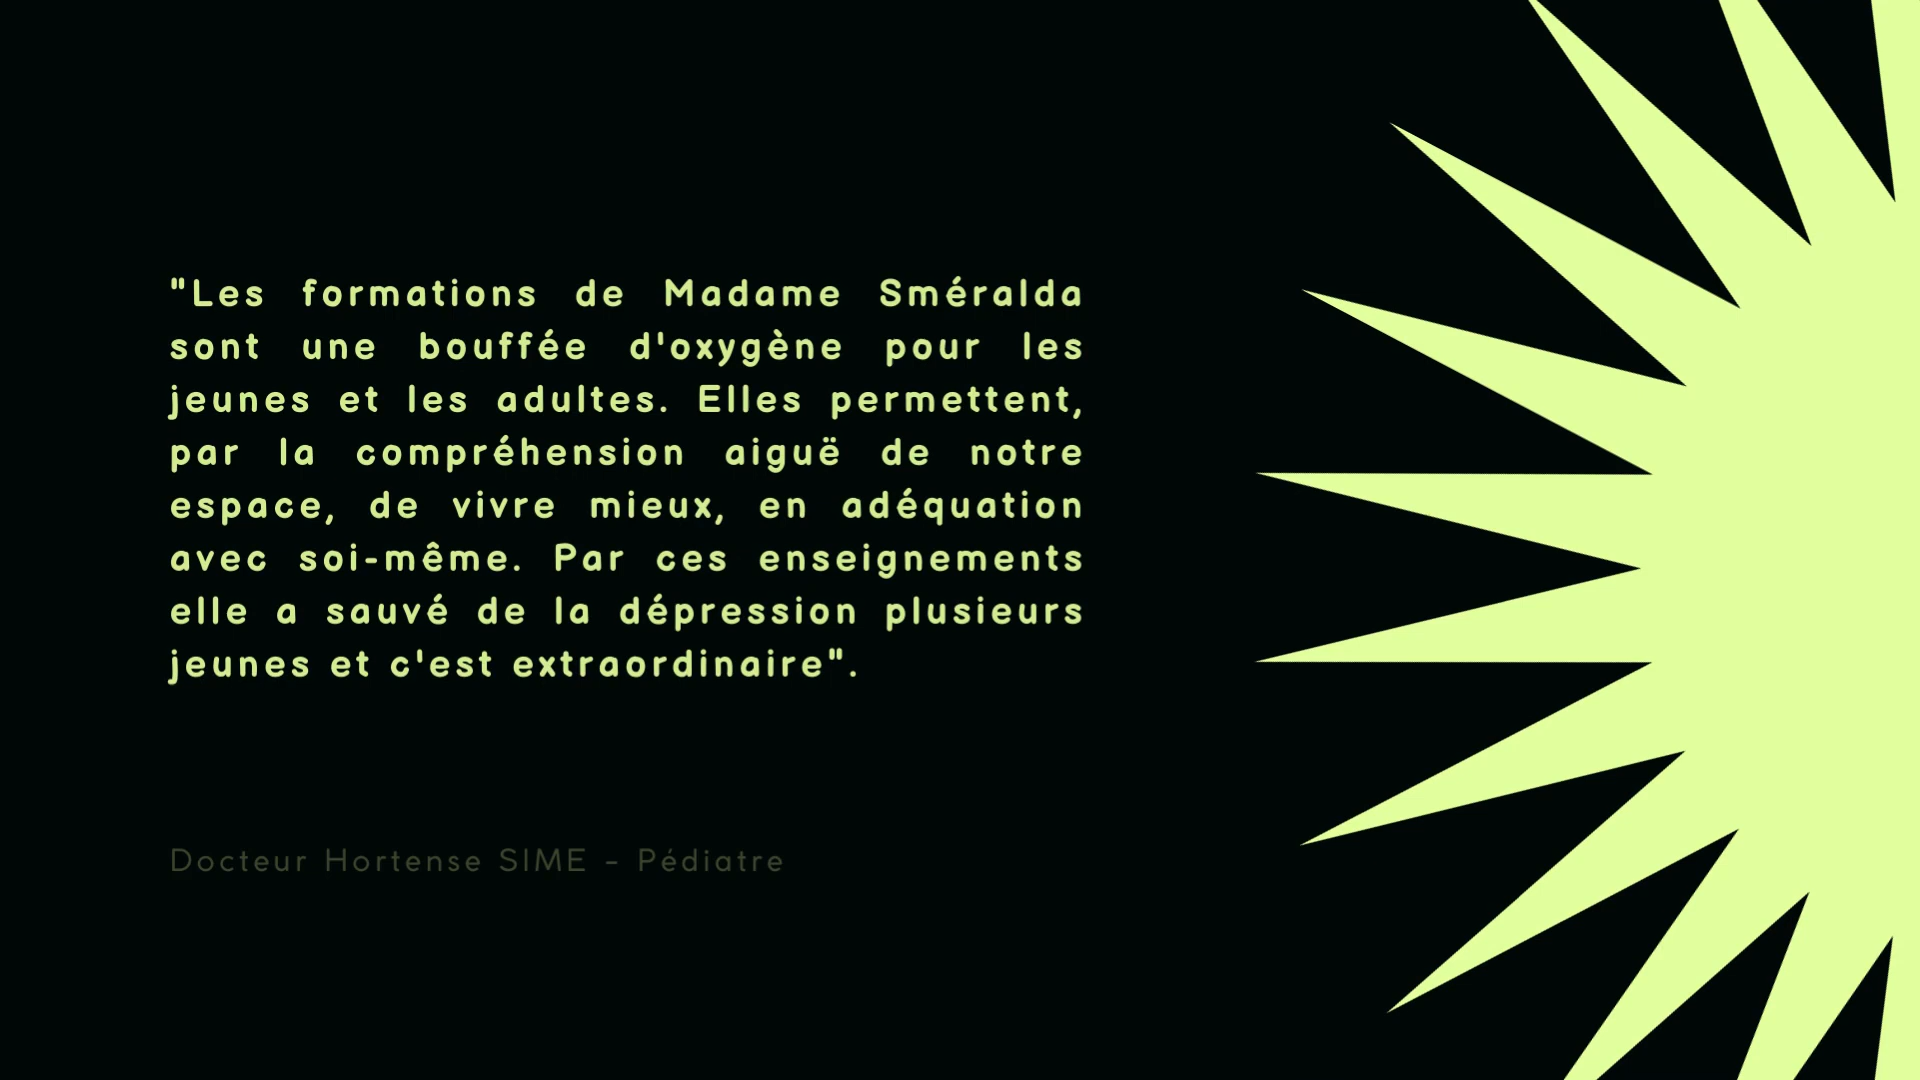 "Les formations de Madame Sméralda
sont une bouffée d'oxygène pour les
jeunes et les adultes. Elles permettent,
par la compréhension aiguë de notre
espace, de vivre mieux, en adéquation
avec soi-même. Par ces enseignements
elle a sauvé de la dépression plusieurs
jeunes et c'est extraordinaire".
Docteur Hortense SIME - Pédiatre